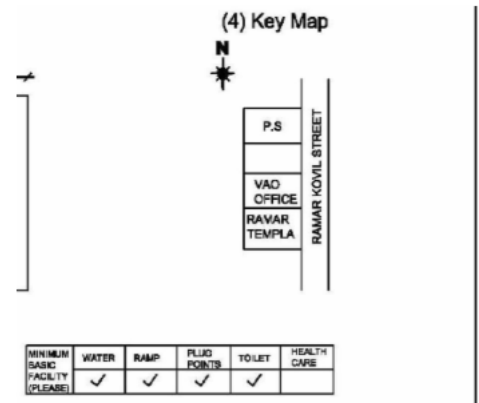 (4) Key Map
N
P.S
RAMAR KOVIL STREET
VAO
OFFICE
RAMAR
TEMPLA
MINIMUM
BASIC
FACILITY
(PLEASE)
WATER
✓
RAMP
✓
PLUG
POINTS
✓
TOILET
✓
HEALTH
CARE